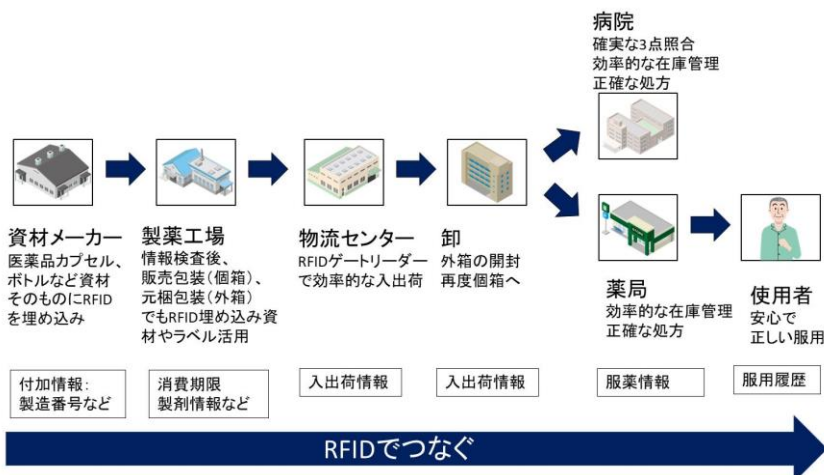 病院
確実な3点照合
効率的な在庫管理
正確な処方
資材メーカー
医薬品カプセル、
ボトルなど資材
そのものにRFID
を埋め込み
製薬工場
情報検査後、
販売包装(個箱)、
元梱包装(外箱)
でもRFID埋め込み資
材やラベル活用
物流センター
RFIDゲートリーダー
で効率的な入出荷
卸
外箱の開封
再度個箱へ
薬局
効率的な在庫管理
正確な処方
使用者
安心で
正しい服用
付加情報:
製造番号など
消費期限
製剤情報など
入出荷情報
入出荷情報
服薬情報
服用履歴
RFIDでつなぐ